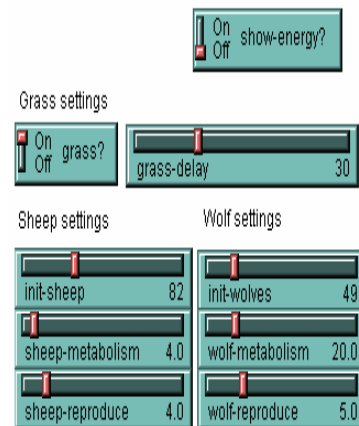 On
Off show-energy?
Grass settings
On
Off grass?
grass-delay 30
Sheep settings
Wolf settings
init-sheep 82
init-wolves 49
sheep-metabolism 4.0
wolf-metabolism 20.0
sheep-reproduce 4.0
wolf-reproduce 5.0